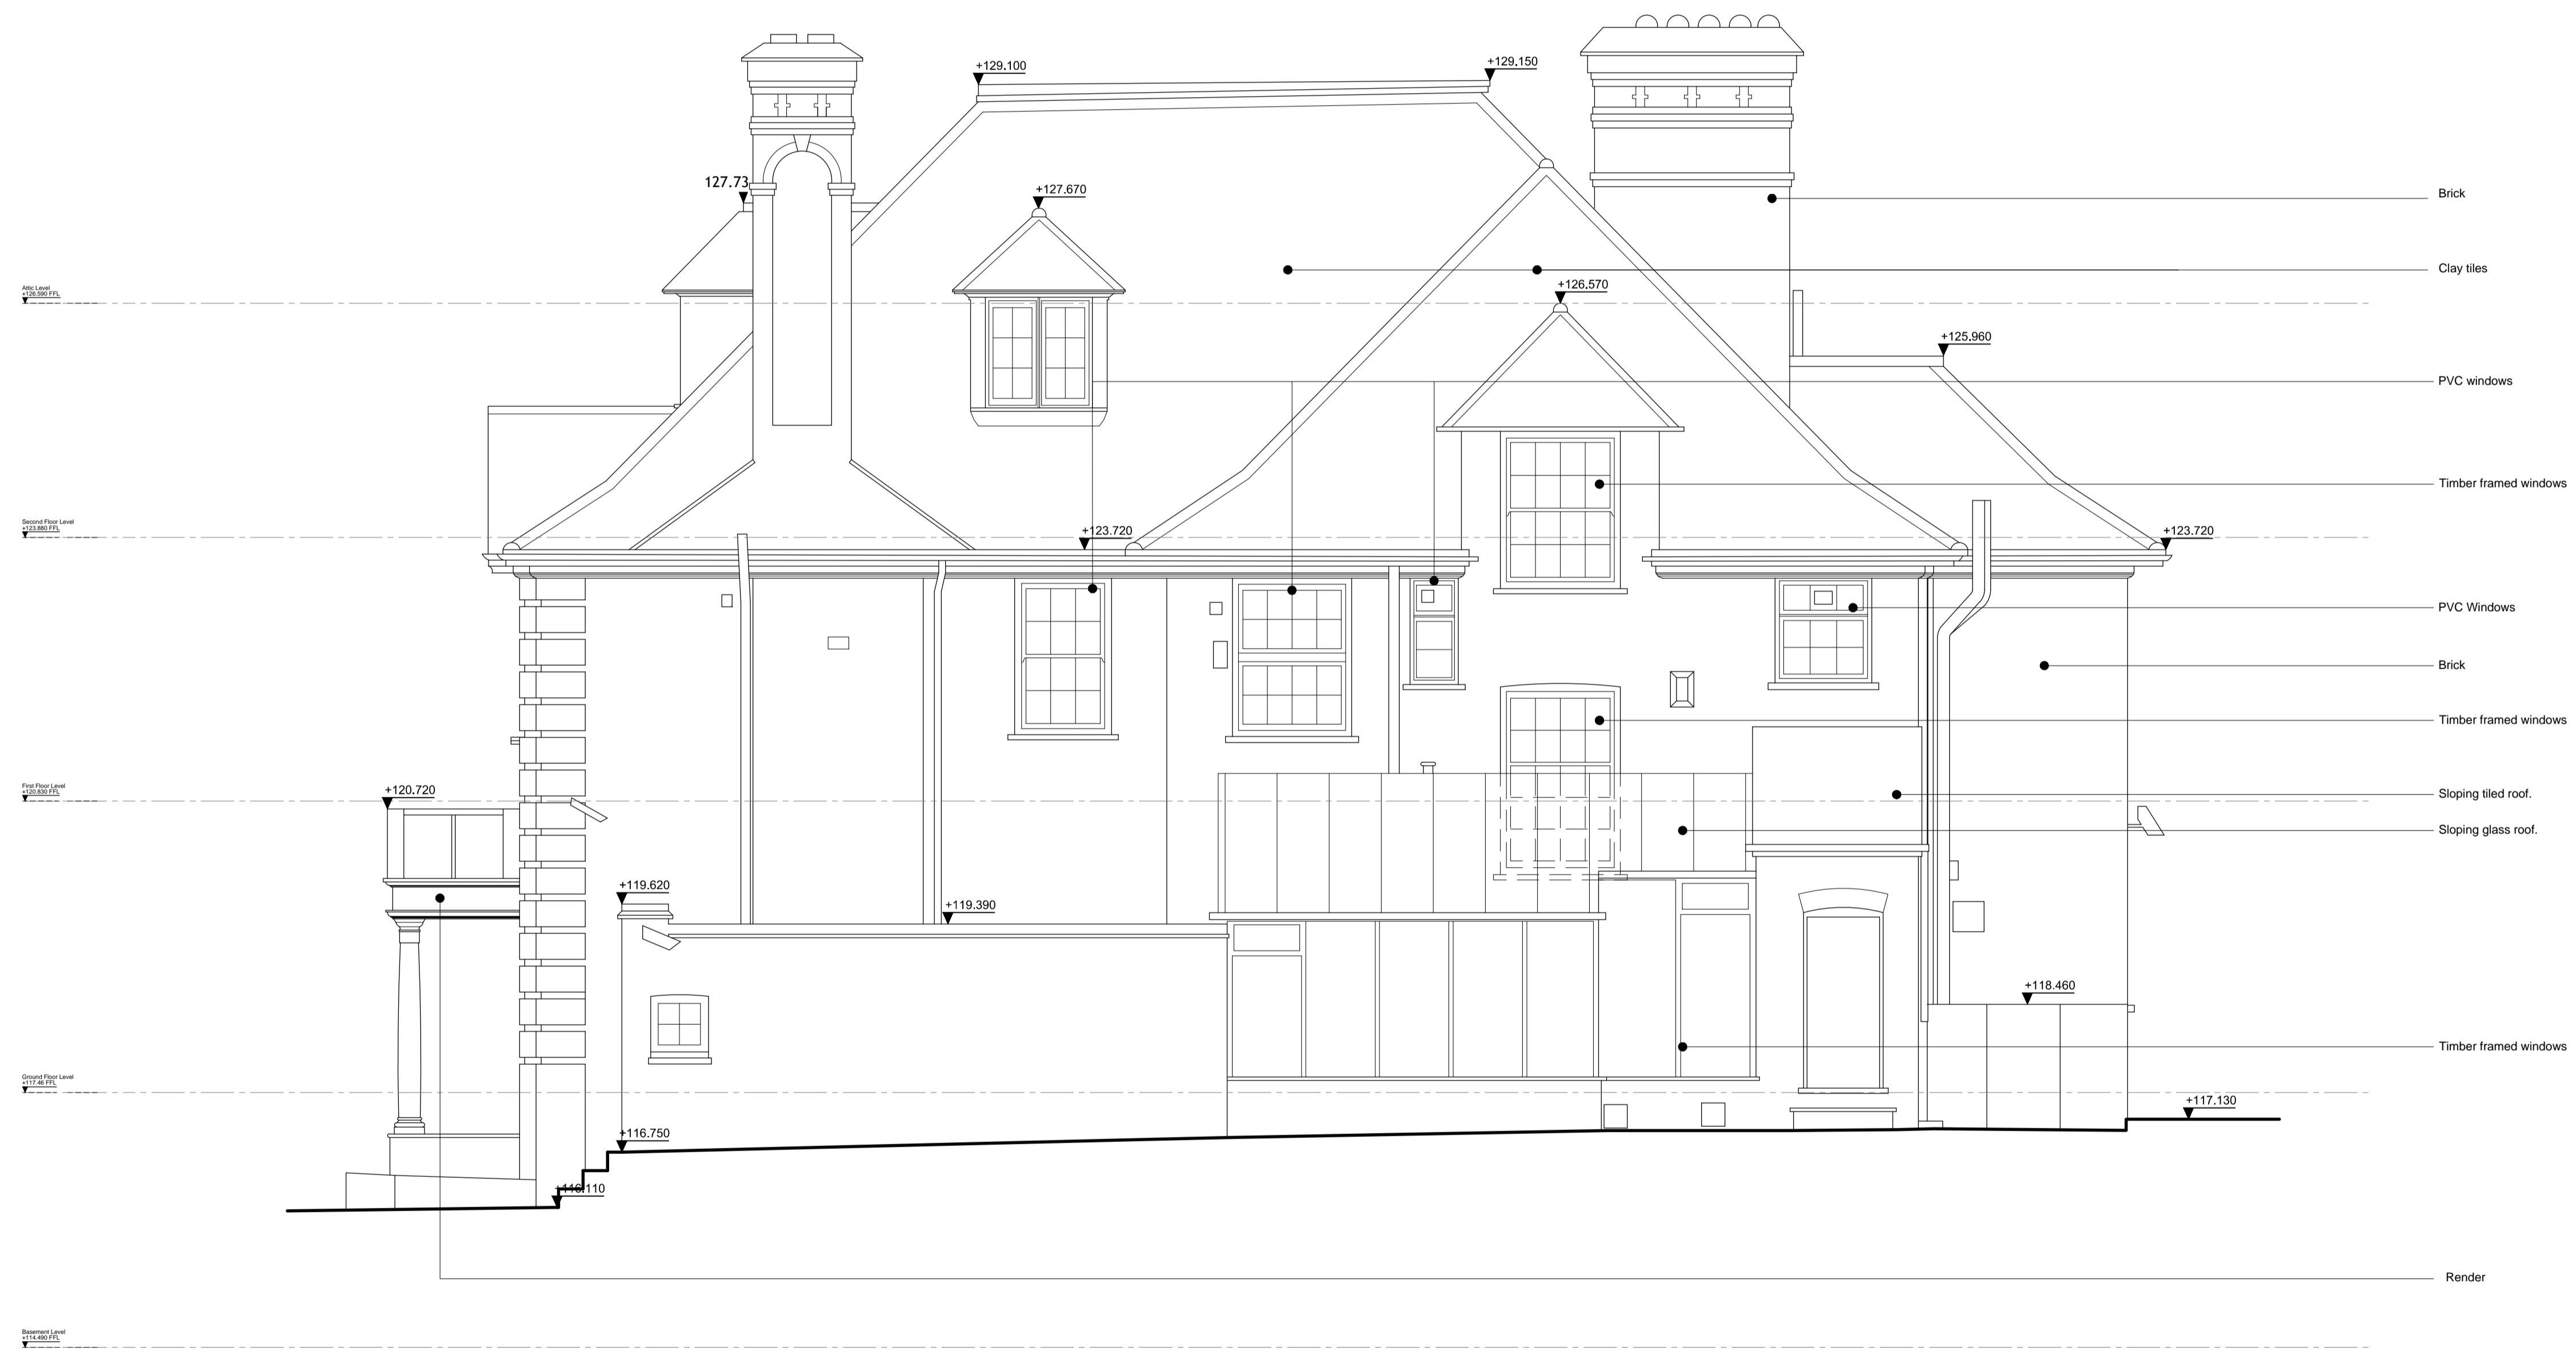 +129.150
+129.100
127.73
+127.670
Brick
Clay tiles
+126.570
Attic Level
+126.590 FFL
+125.960
PVC windows
Timber framed windows
Second Floor Level
+123.880 FFL
+123.720
+123.720
PVC Windows
Brick
Timber framed windows
First Floor Level
+120.830 FFL
+120.720
Sloping tiled roof.
Sloping glass roof.
+119.620
+119.390
+118.460
Timber framed windows
Ground Floor Level
+117.46 FFL
+117.130
+116.750
+116.110
Render
Basement Level
+114.490 FFL